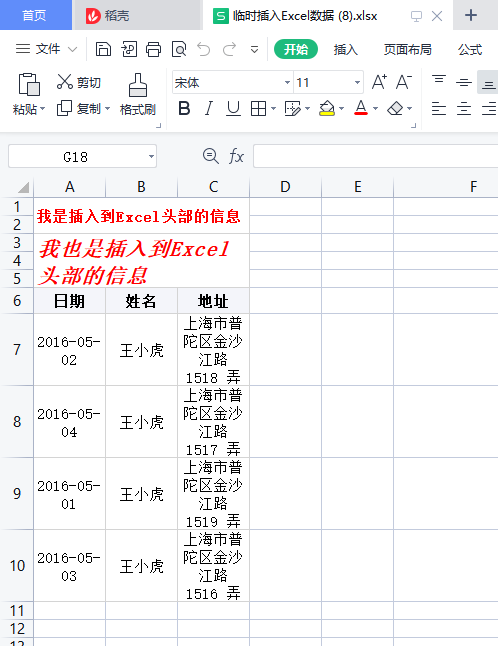 首页 稻壳 S 临时插入Excel数据 (8).xlsx
文件 开始 插入 页面布局 公式
剪切 宋体 11 A+ A-
粘贴 复制 格式刷 B I U A
G18 fx
A B C D E F
1 我是插入到Excel头部的信息
2
3 我也是插入到Excel
4 头部的信息
5
6 日期 姓名 地址
上海市普
7 2016-05- 王小虎 陀区金沙
02 江路
1518 弄
上海市普
8 2016-05- 王小虎 陀区金沙
04 江路
1517 弄
上海市普
9 2016-05- 王小虎 陀区金沙
01 江路
1519 弄
上海市普
10 2016-05- 王小虎 陀区金沙
03 江路
1516 弄
11
12